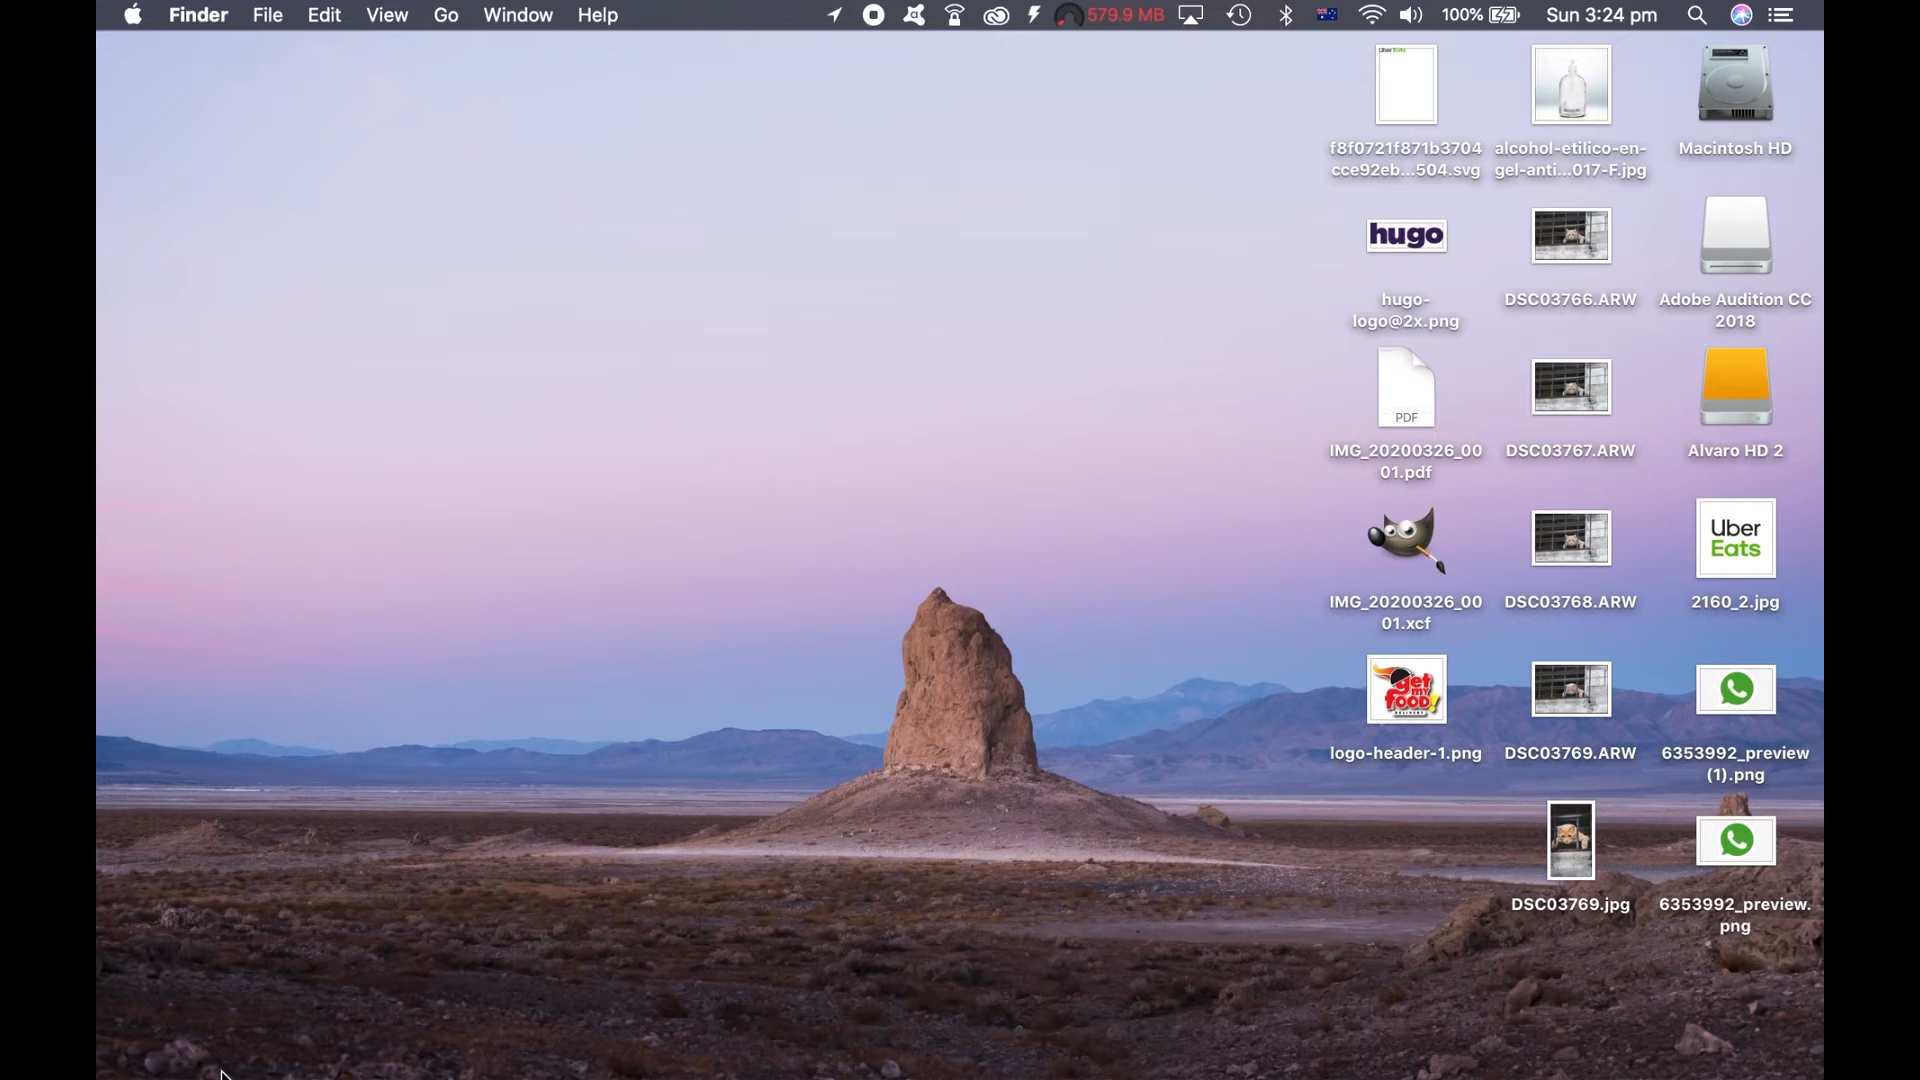 Finder File Edit View Go Window Help 579.9 MB 100% Sun 3:24 pm
Uber Eats
f8f0721f871b3704
cce92eb...504.svg
alcohol-etilico-en-
gel-anti...017-F.jpg
Macintosh HD
hugo
hugo-
logo@2x.png
DSC03766.ARW
Adobe Audition CC
2018
PDF
IMG_20200326_00
01.pdf
DSC03767.ARW
Alvaro HD 2
Uber
Eats
IMG_20200326_00
01.xcf
DSC03768.ARW
2160_2.jpg
get
my
food!
DELIVERY
logo-header-1.png
DSC03769.ARW
6353992_preview
(1).png
DSC03769.jpg
6353992_preview.
png